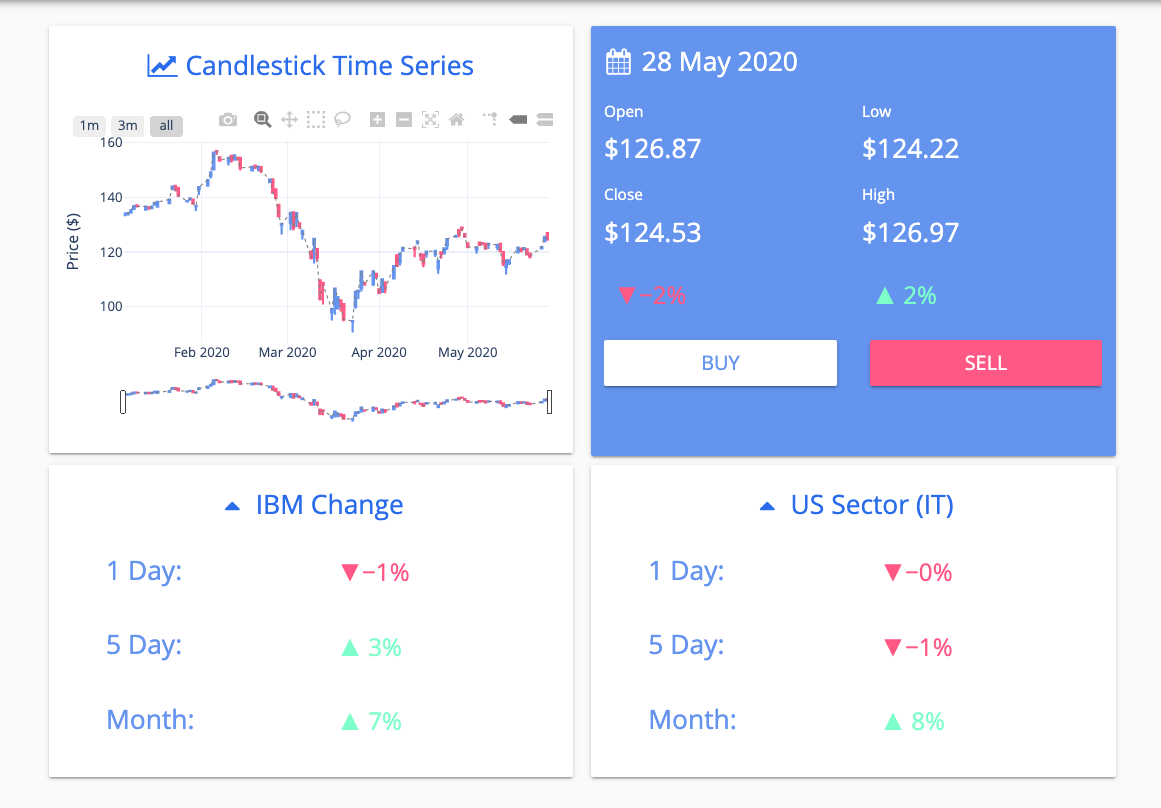 Candlestick Time Series
1m 3m all
160
140
120
100
Price ($)
Feb 2020 Mar 2020 Apr 2020 May 2020
28 May 2020
Open Low
$126.87 $124.22
Close High
$124.53 $126.97
▼−2% ▲ 2%
BUY SELL
IBM Change
1 Day: ▼−1%
5 Day: ▲ 3%
Month: ▲ 7%
US Sector (IT)
1 Day: ▼−0%
5 Day: ▼−1%
Month: ▲ 8%